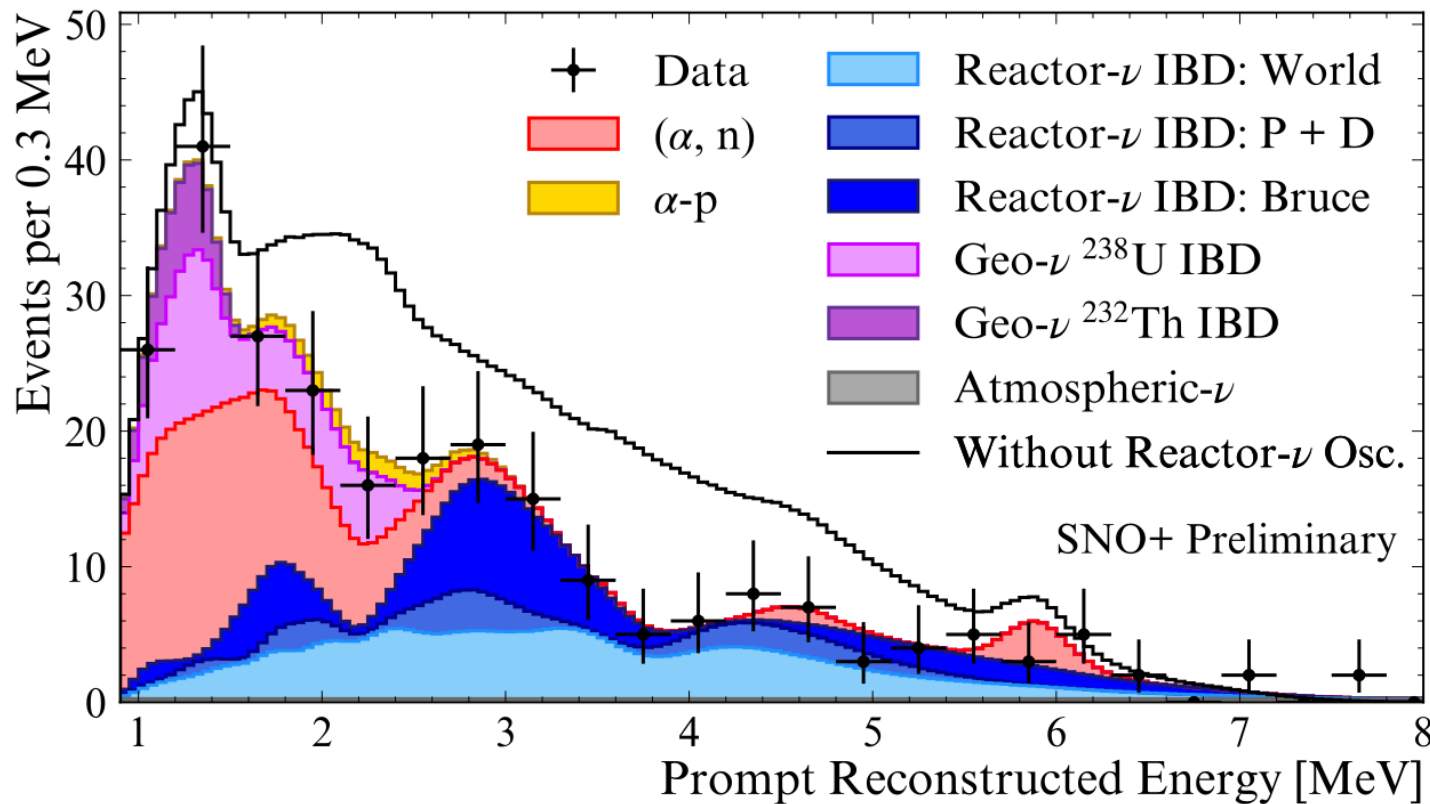 Events per 0.3 MeV
50
40
30
20
10
0
Data
(α, n)
α-p
Reactor-ν IBD: World
Reactor-ν IBD: P + D
Reactor-ν IBD: Bruce
Geo-ν ²³⁸U IBD
Geo-ν ²³²Th IBD
Atmospheric-ν
Without Reactor-ν Osc.
SNO+ Preliminary
1 2 3 4 5 6 7 8
Prompt Reconstructed Energy [MeV]